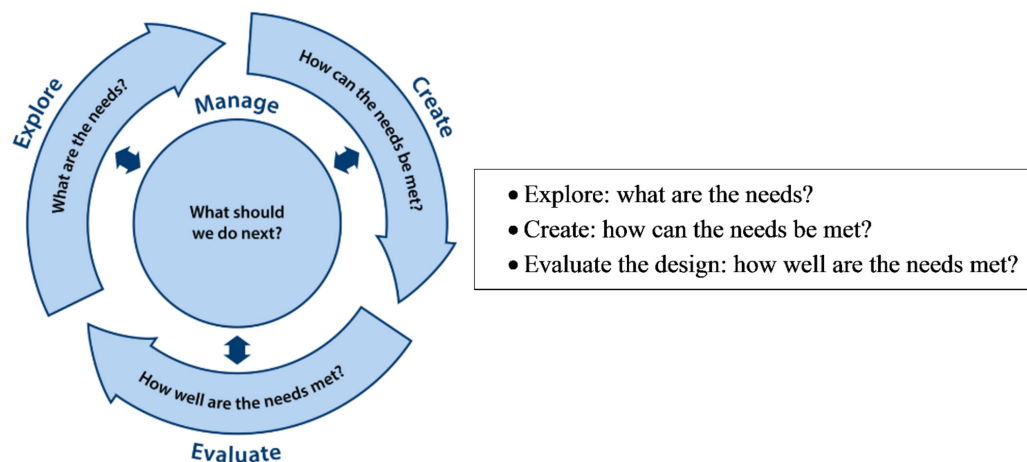 Explore
What are the needs?
Create
How can the needs be met?
Manage
What should
we do next?
How well are the needs met?
Evaluate
• Explore: what are the needs?
• Create: how can the needs be met?
• Evaluate the design: how well are the needs met?